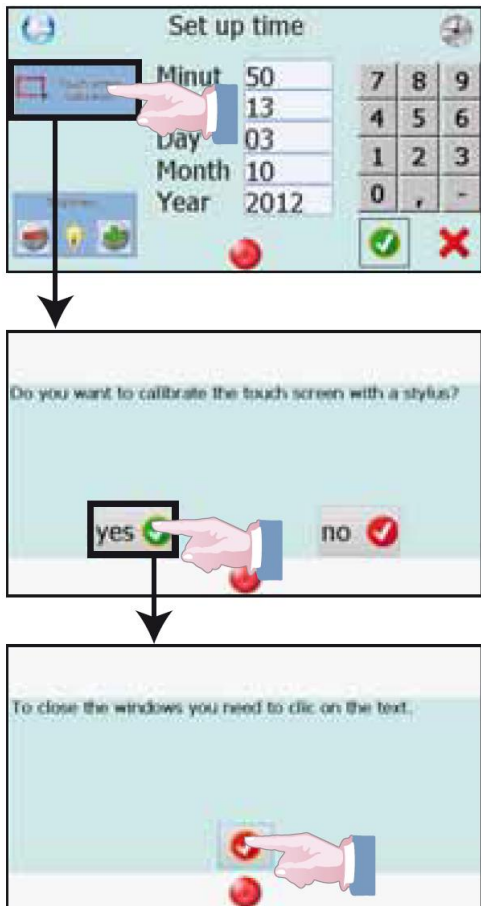 Set up time
Minut 50
13
Day 03
Month 10
Year 2012
7 8 9
4 5 6
1 2 3
0 , -
Do you want to calibrate the touch screen with a stylus?
yes
no
To close the windows you need to clic on the text.